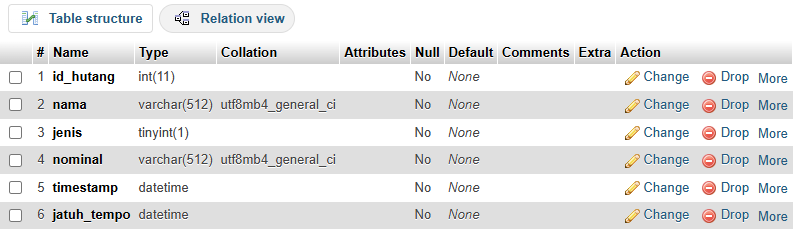 Table structure Relation view
# Name Type Collation Attributes Null Default Comments Extra Action
1 id_hutang int(11) No None Change Drop More
2 nama varchar(512) utf8mb4_general_ci No None Change Drop More
3 jenis tinyint(1) No None Change Drop More
4 nominal varchar(512) utf8mb4_general_ci No None Change Drop More
5 timestamp datetime No None Change Drop More
6 jatuh_tempo datetime No None Change Drop More